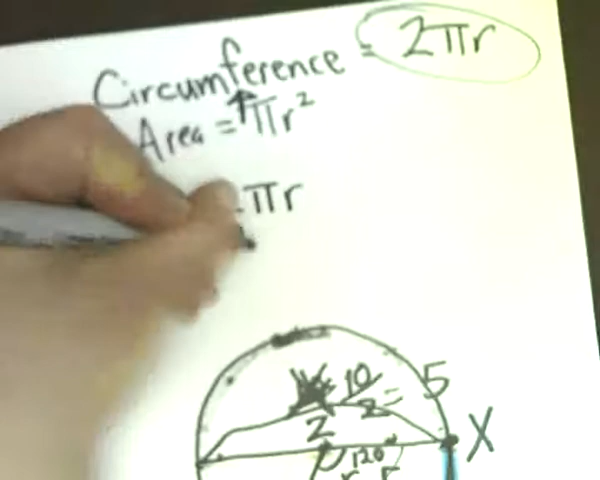 Circumference = 2πr
Area = πr²
πr
10/2 = 5
2
X
120°
r r